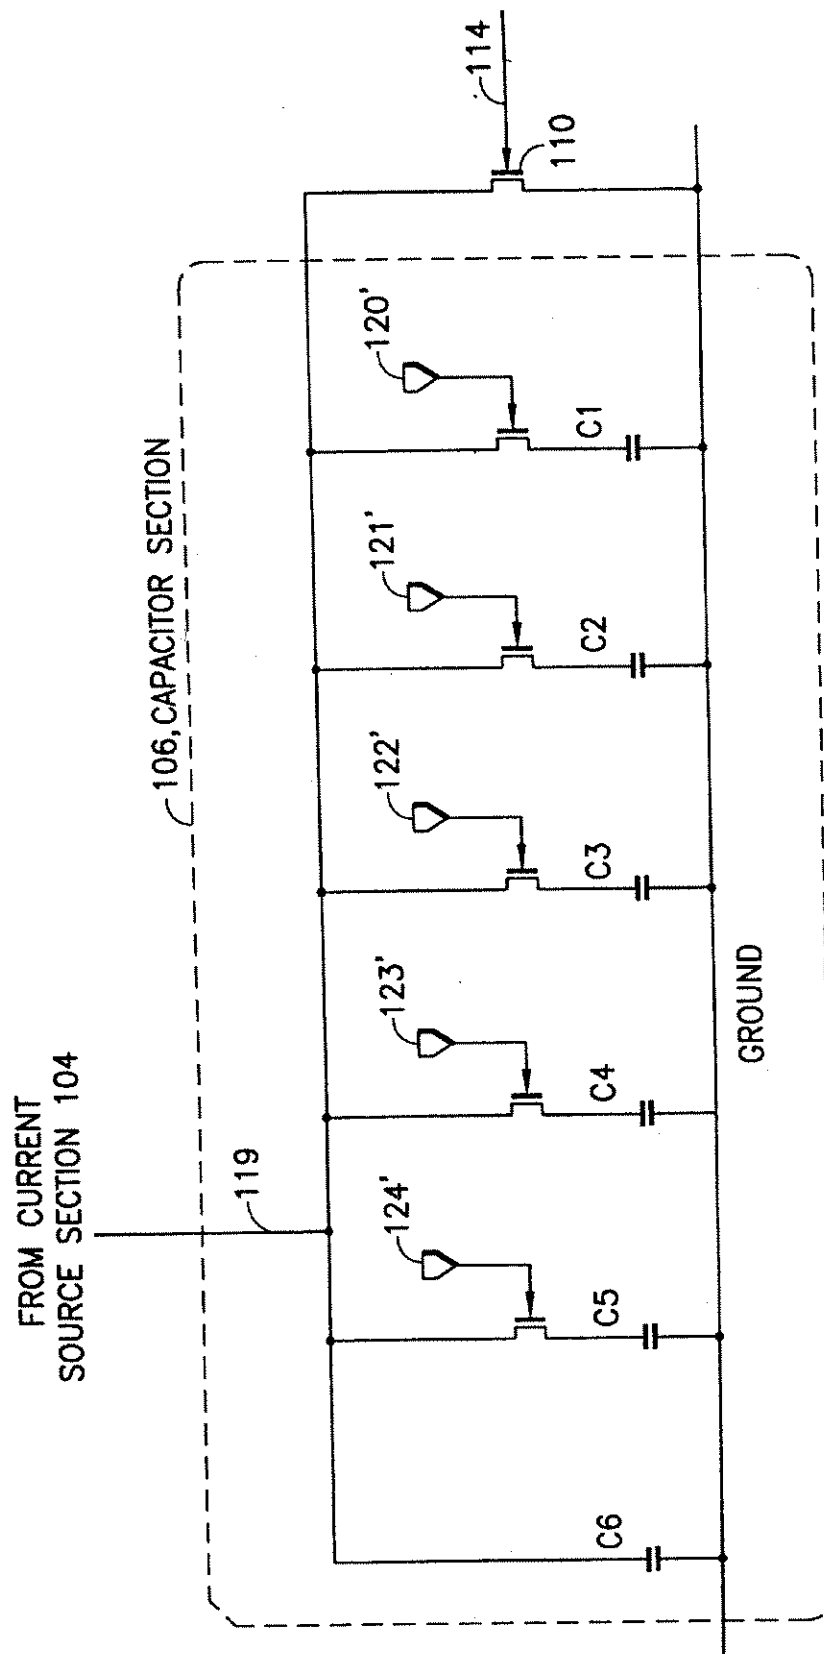 FROM CURRENT
SOURCE SECTION 104
119
106, CAPACITOR SECTION
124'
123'
122'
121'
120'
114
110
C6
C5
C4
C3
C2
C1
GROUND